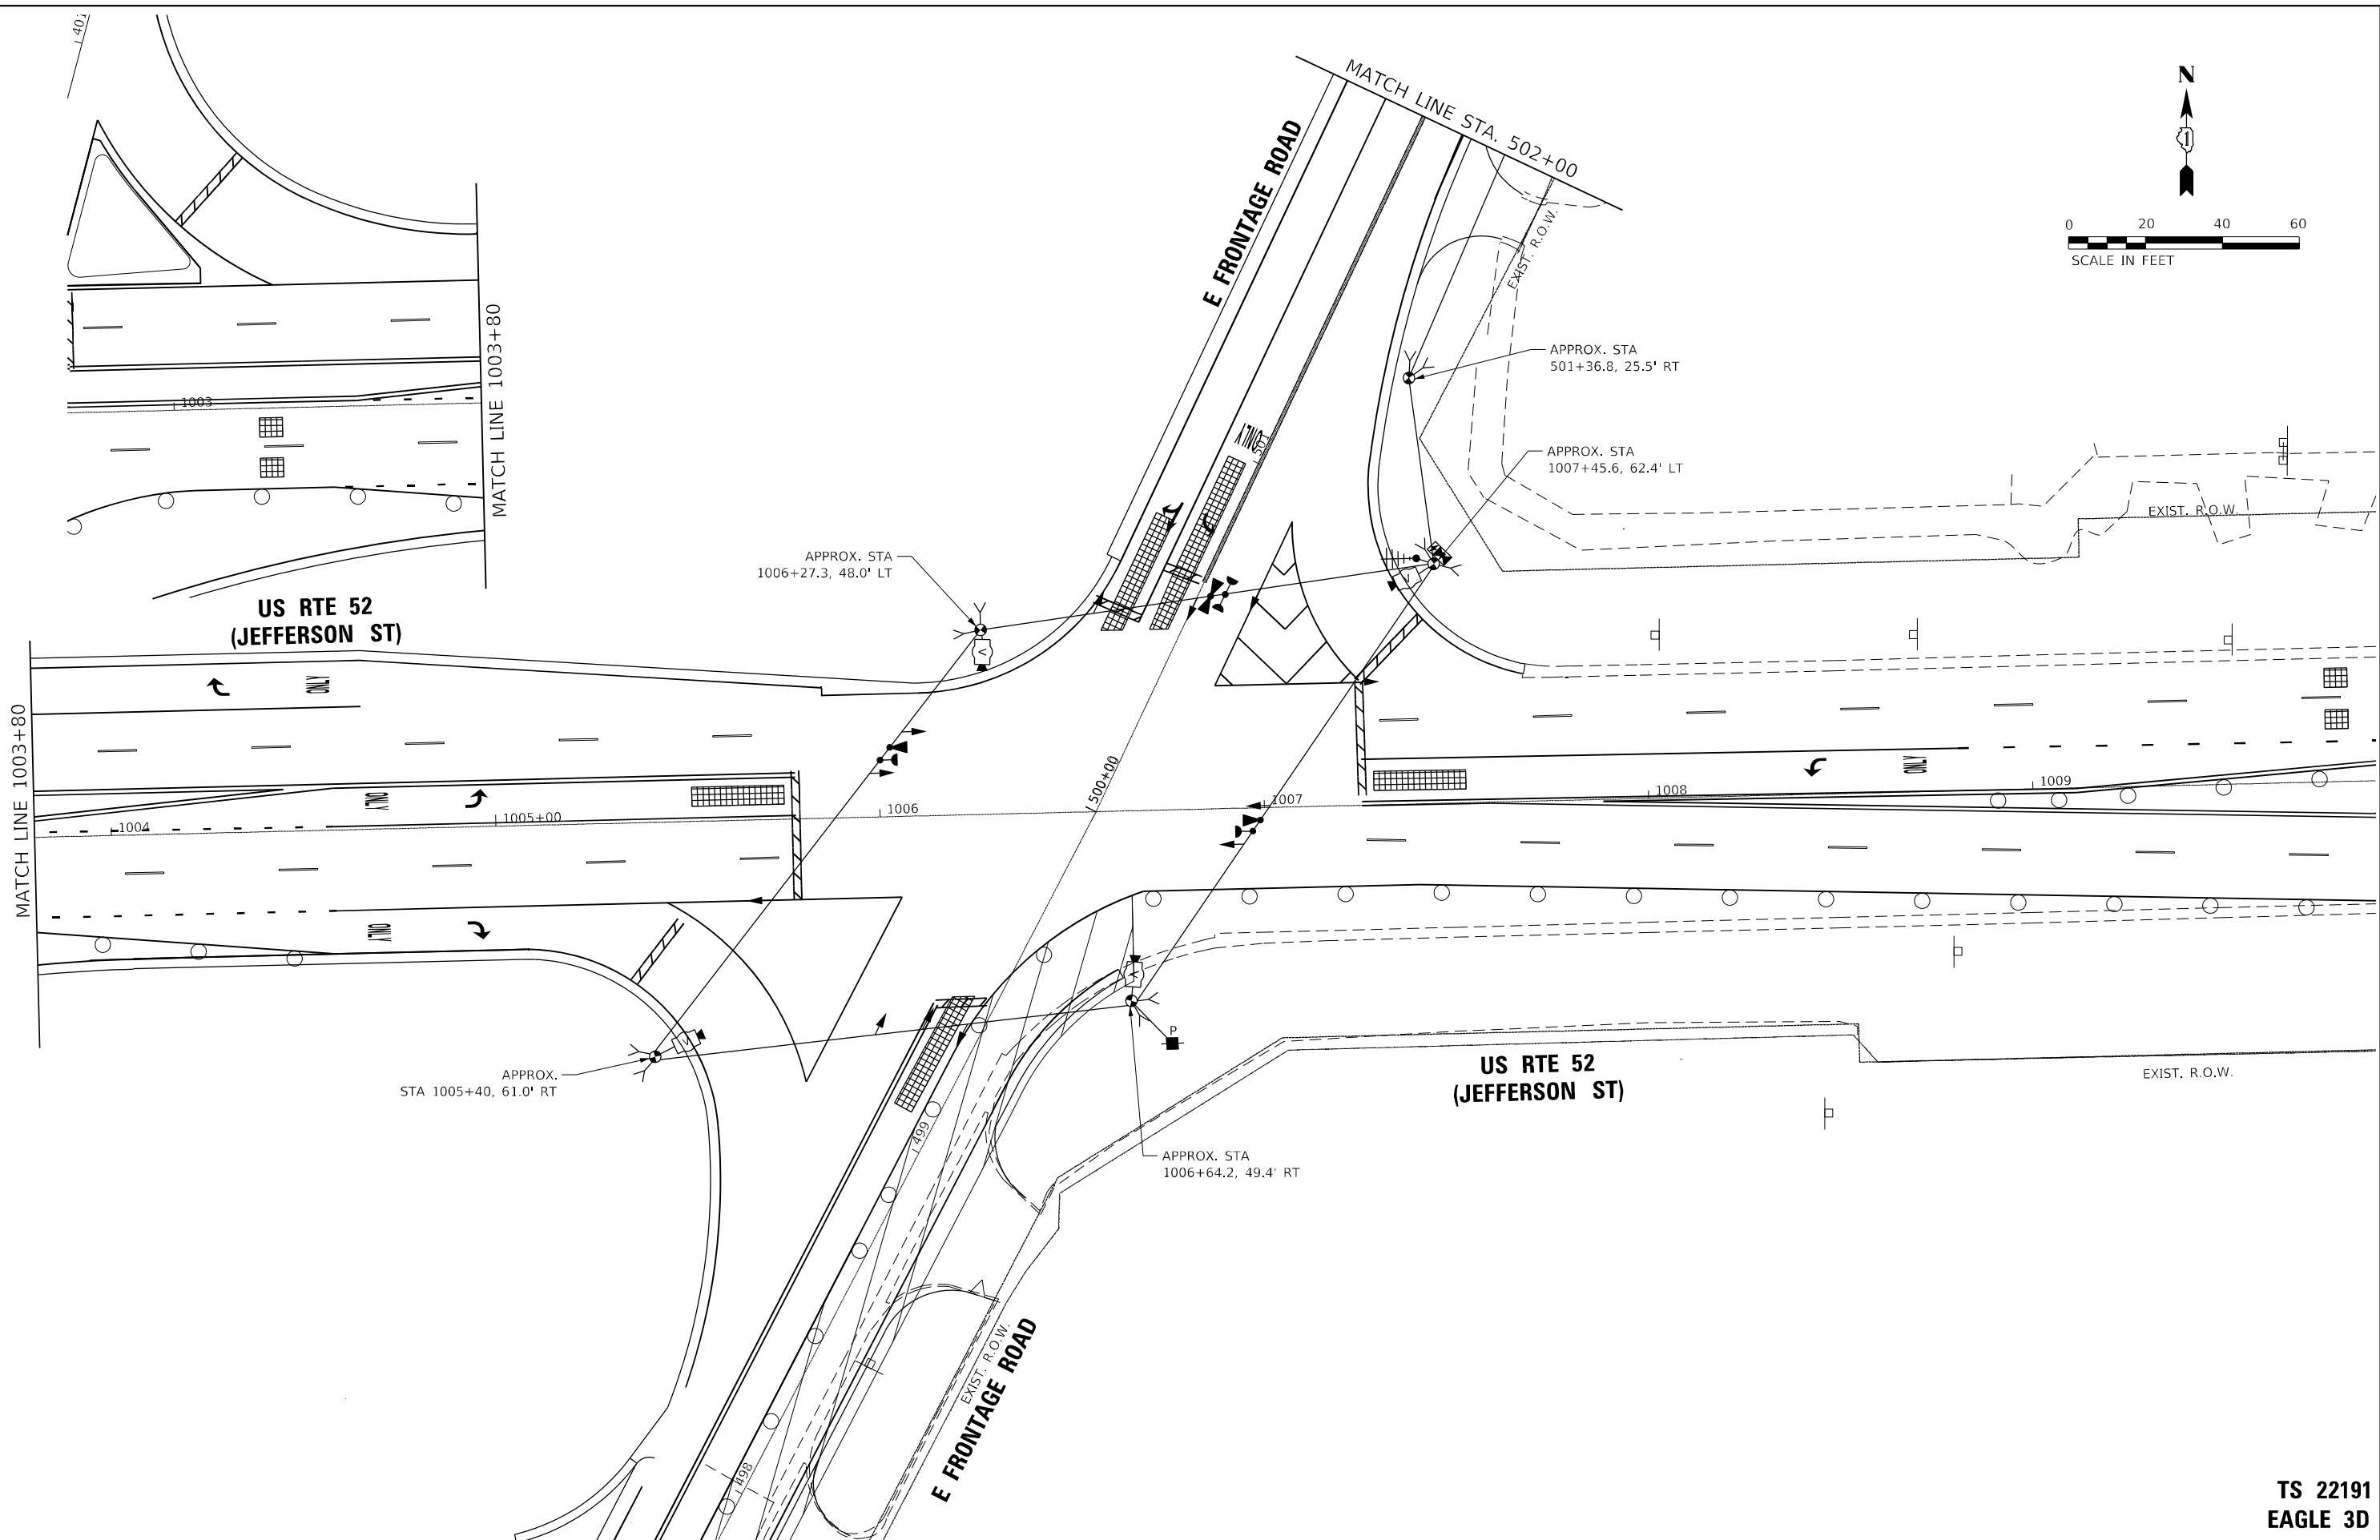 401
MATCH LINE STA. 502+00
E FRONTAGE ROAD
N
1
0 20 40 60
SCALE IN FEET
EXIST. R.O.W.
MATCH LINE 1003+80
1003
APPROX. STA
501+36.8, 25.5' RT
APPROX. STA
1007+45.6, 62.4' LT
ONLY
501
EXIST. R.O.W.
APPROX. STA
1006+27.3, 48.0' LT
US RTE 52
(JEFFERSON ST)
V
V
ONLY
MATCH LINE 1003+80
ONLY
ONLY
1004
1005+00
1006
500+00
1007
1008
1009
ONLY
V
V
P
APPROX.
STA 1005+40, 61.0' RT
US RTE 52
(JEFFERSON ST)
EXIST. R.O.W.
499
APPROX. STA
1006+64.2, 49.4' RT
EXIST. R.O.W.
E FRONTAGE ROAD
498
TS 22191
EAGLE 3D